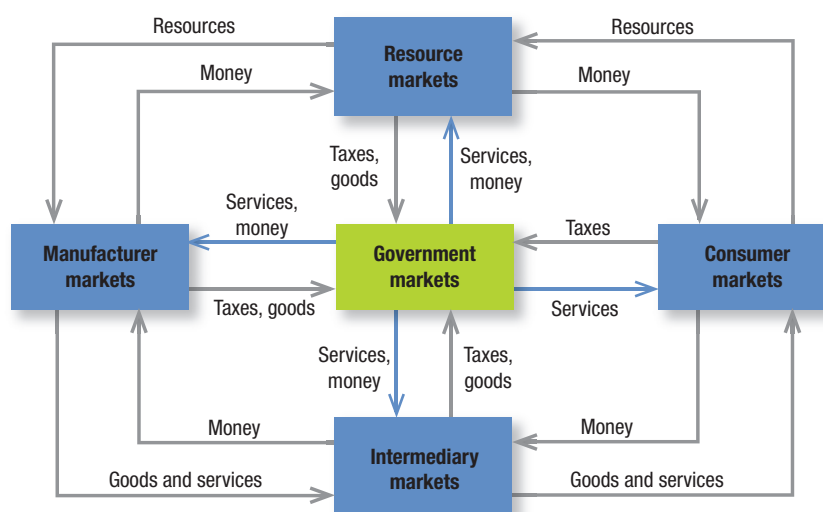 Resources
Resources
Resource
markets
Money
Money
Taxes,
goods
Services,
money
Services,
money
Taxes
Manufacturer
markets
Government
markets
Consumer
markets
Taxes, goods
Services
Services,
money
Taxes,
goods
Money
Money
Intermediary
markets
Goods and services
Goods and services